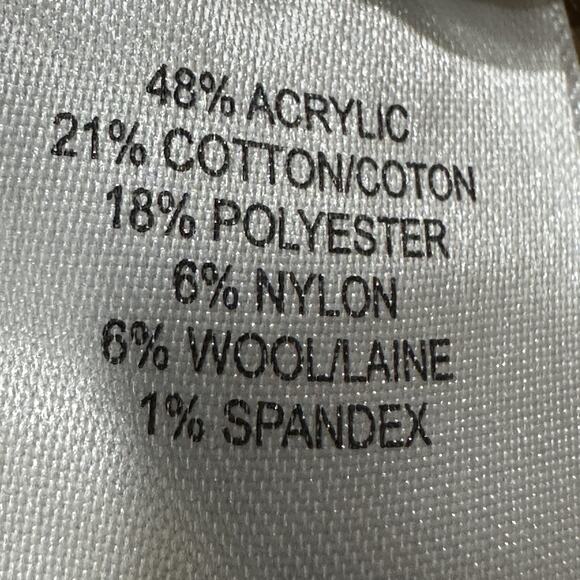 48% ACRYLIC
21% COTTON/COTON
18% POLYESTER
6% NYLON
6% WOOL/LAINE
1% SPANDEX